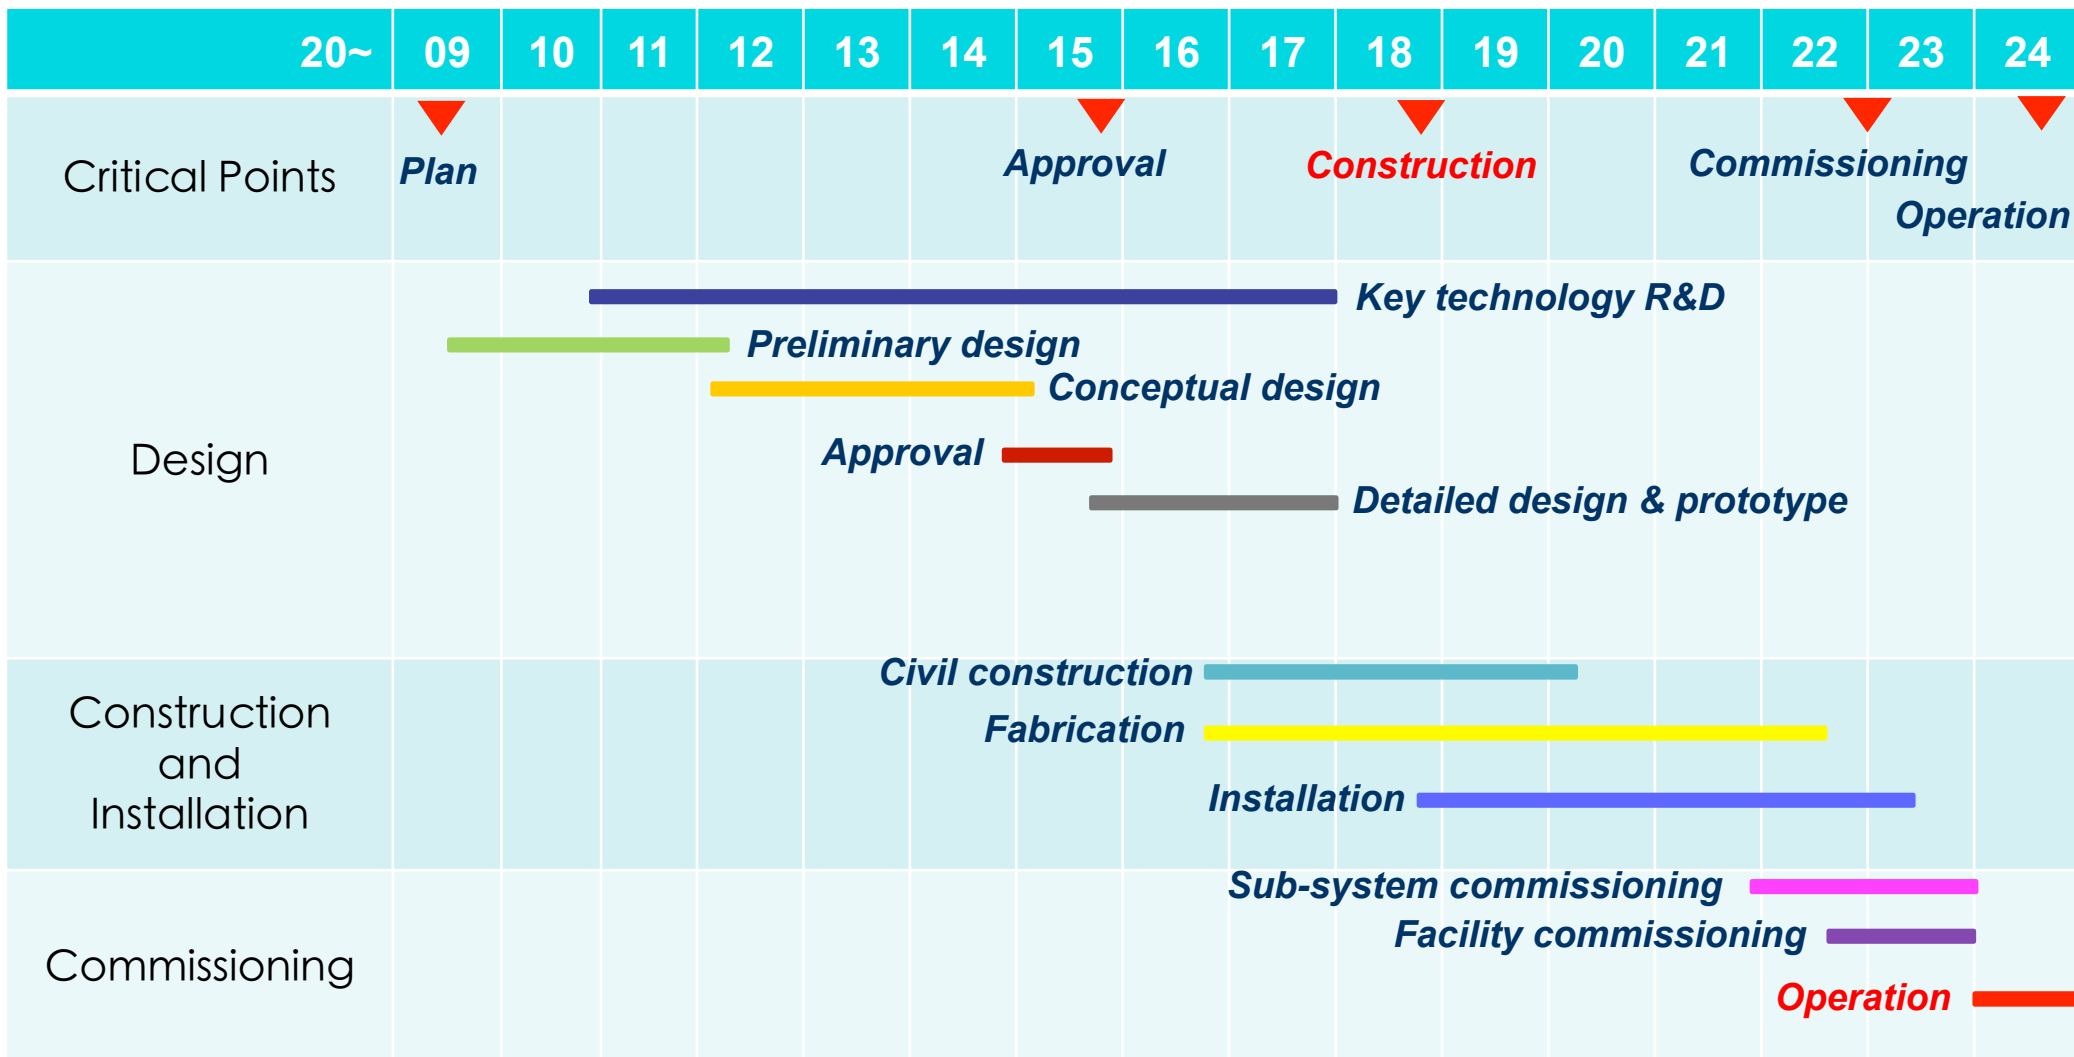 20~ 09 10 11 12 13 14 15 16 17 18 19 20 21 22 23 24
Critical Points
Plan
Approval
Construction
Commissioning
Operation
Design
Key technology R&D
Preliminary design
Conceptual design
Approval
Detailed design & prototype
Construction
and
Installation
Civil construction
Fabrication
Installation
Commissioning
Sub-system commissioning
Facility commissioning
Operation